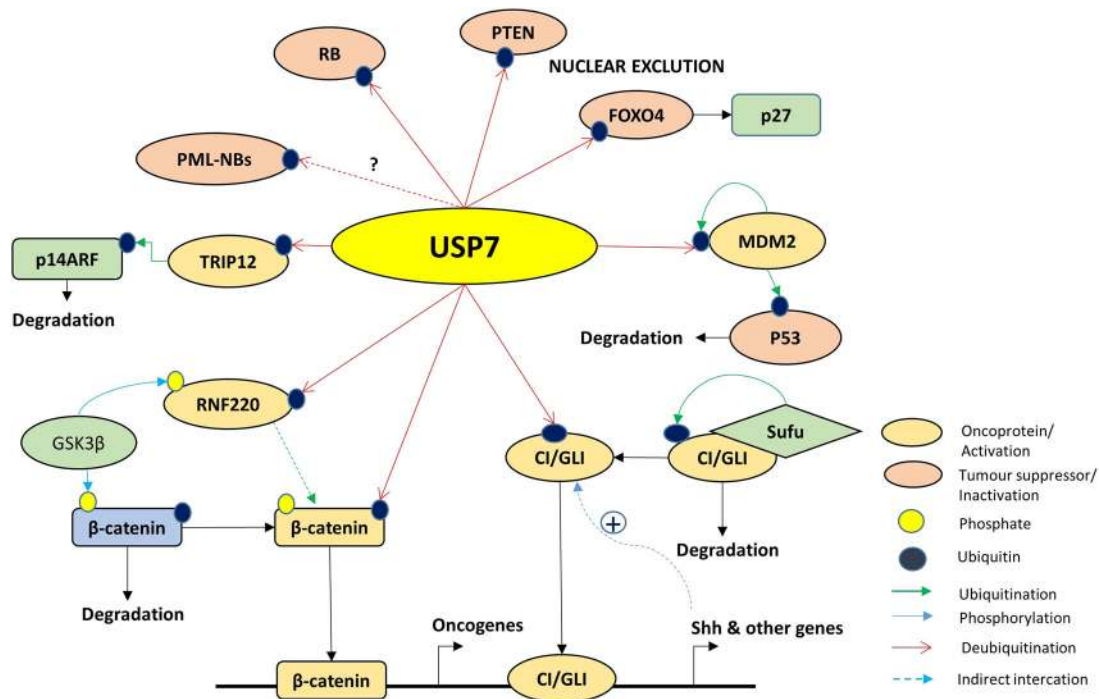 PTEN
RB
NUCLEAR EXCLUTION
FOXO4
p27
PML-NBs
?
USP7
MDM2
p14ARF
TRIP12
Degradation
Degradation
P53
RNF220
GSK3β
Sufu
CI/GLI
CI/GLI
β-catenin
β-catenin
+
Degradation
Degradation
Oncogenes
Shh & other genes
β-catenin
CI/GLI
Oncoprotein/
Activation
Tumour suppressor/
Inactivation
Phosphate
Ubiquitin
Ubiquitination
Phosphorylation
Deubiquitination
Indirect intercation